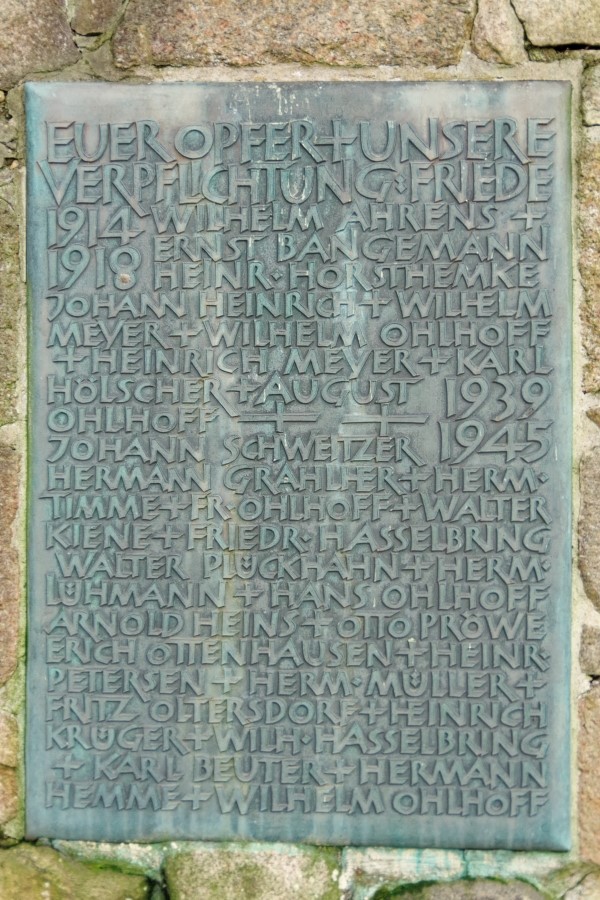 EUER OPFER + UNSERE
VERPFLICHTUNG: FRIEDE
1914 WILHELM AHRENS +
ERNST BANGEMANN
1918 HEINR· HORSTHEMKE
JOHANN HEINRICH + WILHELM
MEYER + WILHELM OHLHOFF
+ HEINRICH MEYER + KARL
HÖLSCHER + AUGUST 1939
OHLHOFF + +
JOHANN SCHWEITZER 1945
HERMANN GRAHLHER + HERM·
TIMME + FR· OHLHOFF + WALTER
KIENE + FRIEDR· HASSELBRING
WALTER PLÜCKHAHN + HERM·
LÜHMANN + HANS OHLHOFF
ARNOLD HEINS + OTTO PRÖWE
ERICH OTTENHAUSEN + HEINR·
PETERSEN + HERM· MÜLLER +
FRITZ OLTERSDORF + HEINRICH
KRÜGER + WILH· HASSELBRING
+ KARL BEUTER + HERMANN
HEMME + WILHELM OHLHOFF